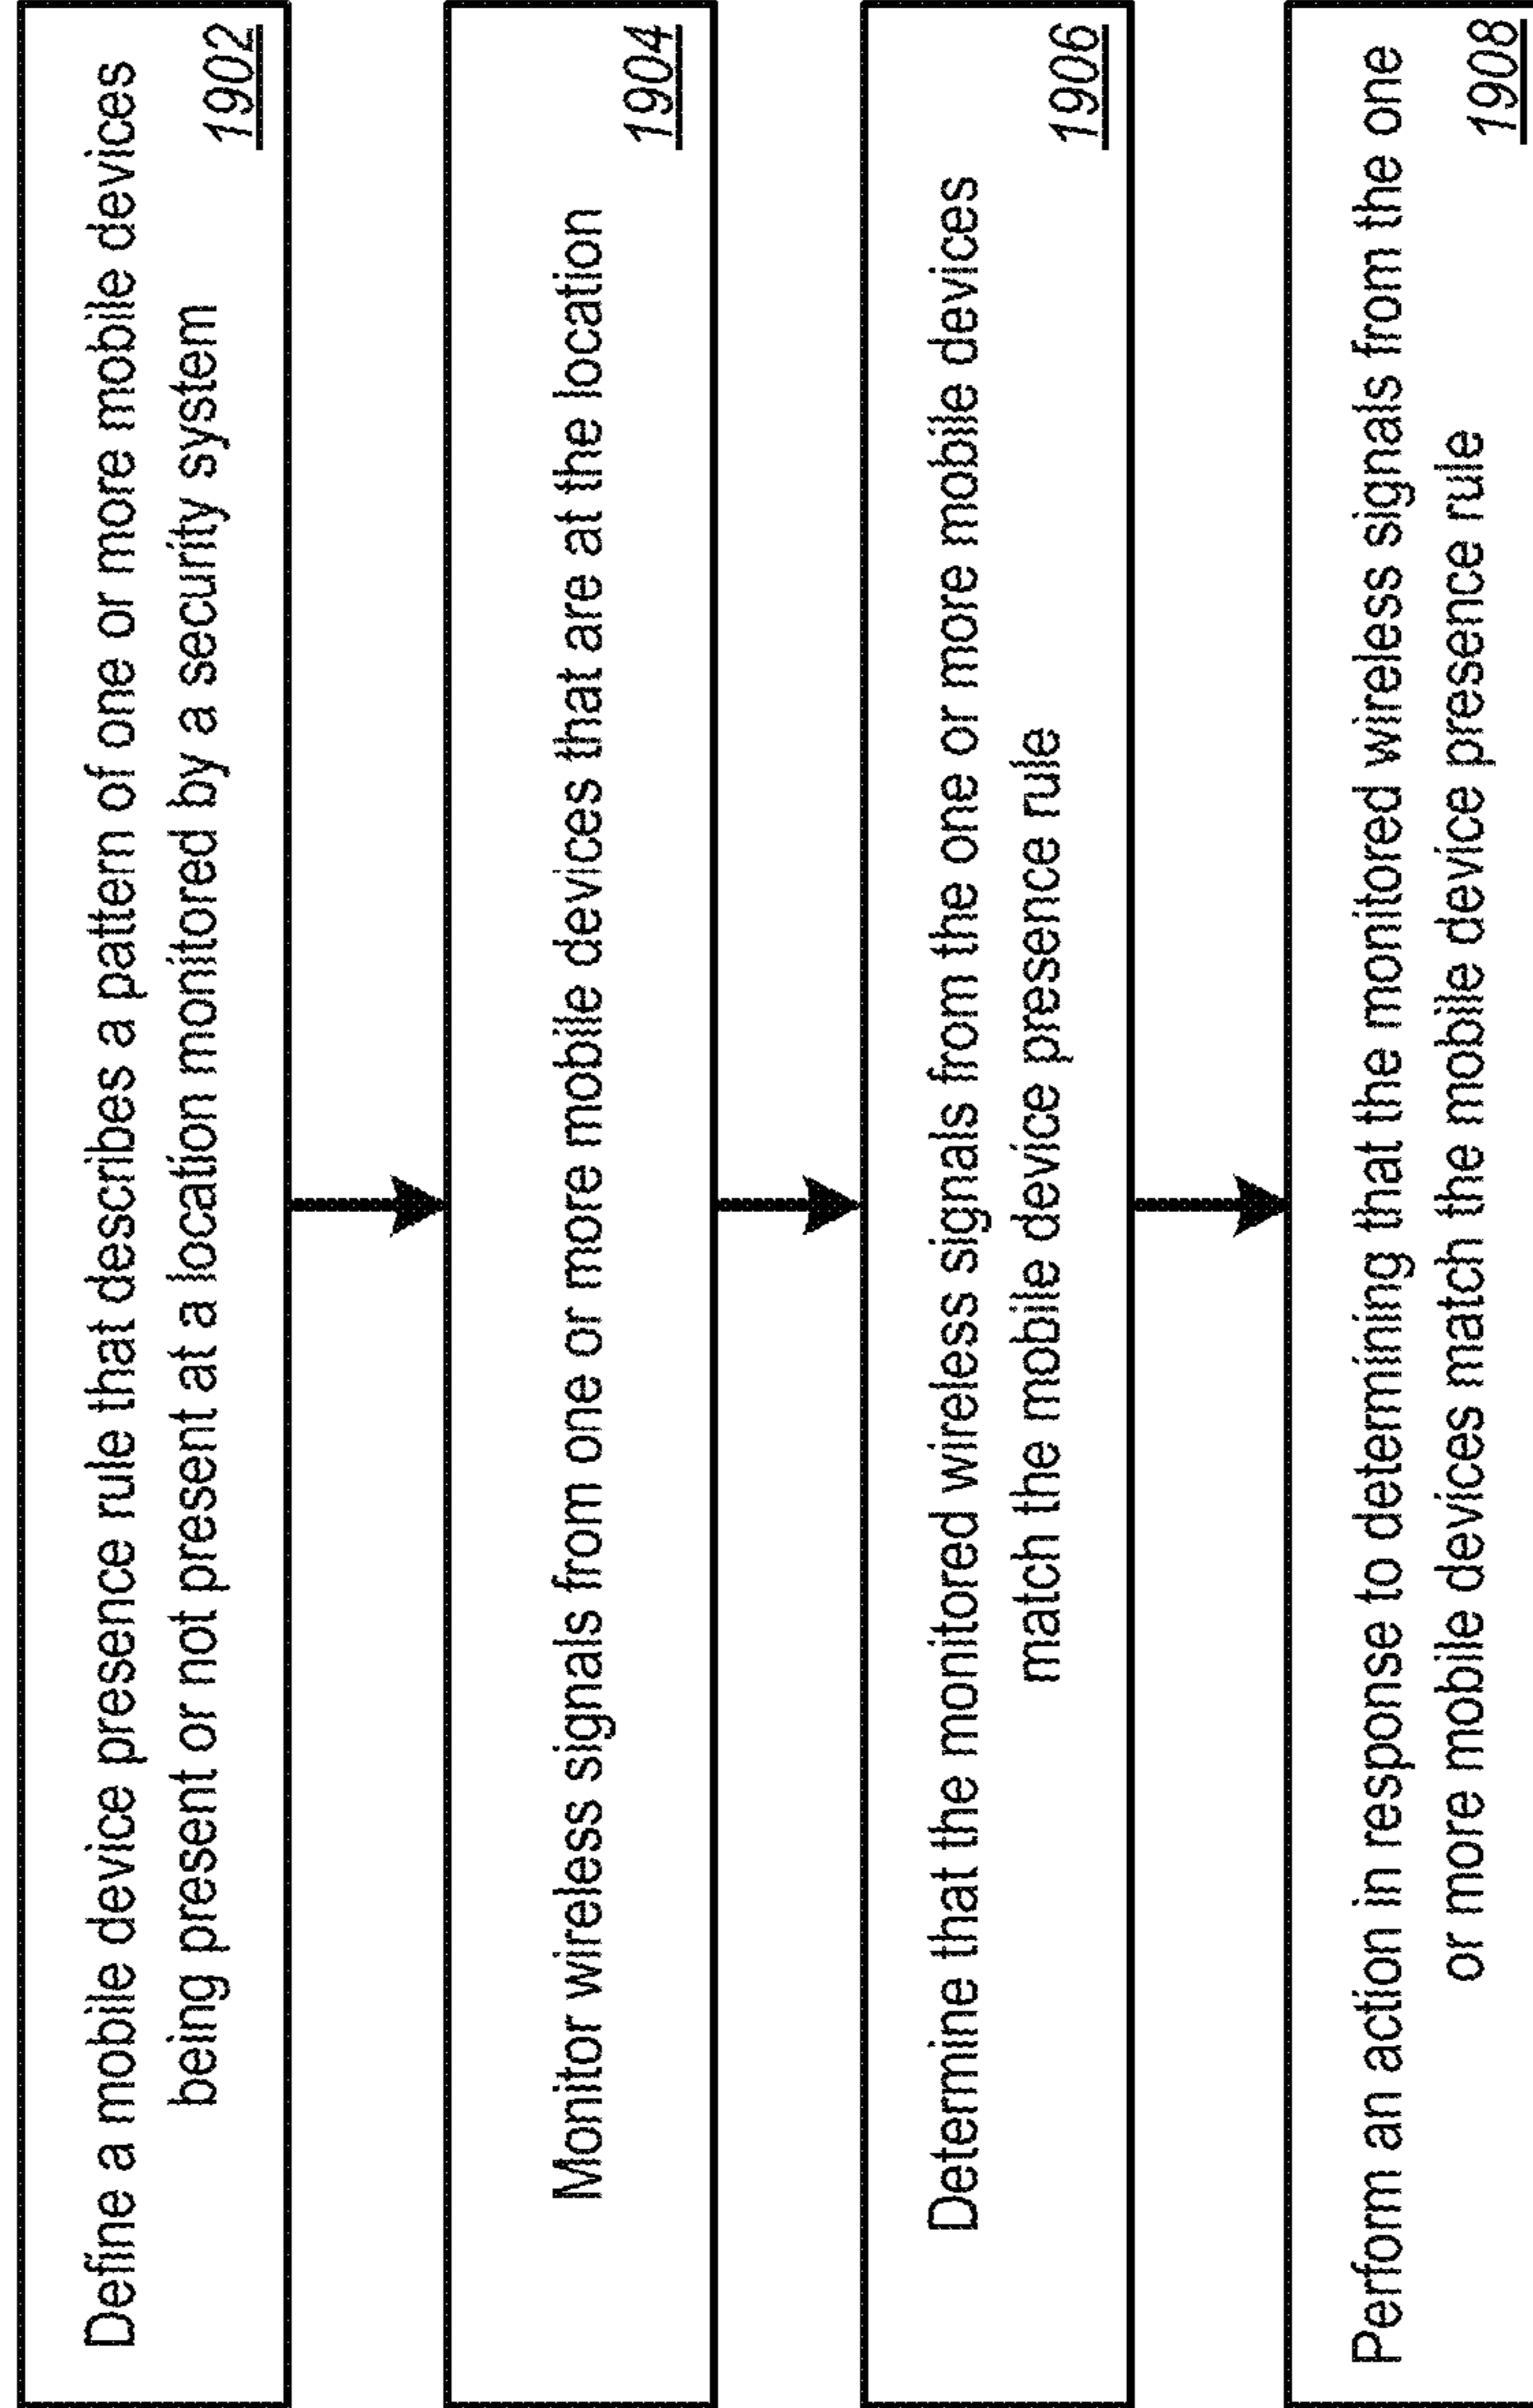 Define a mobile device presence rule that describes a pattern of one or more mobile devices
being present or not present at a location monitored by a security system
1902
Monitor wireless signals from one or more mobile devices that are at the location
1904
Determine that the monitored wireless signals from the one or more mobile devices
match the mobile device presence rule
1906
Perform an action in response to determining that the monitored wireless signals from the one
or more mobile devices match the mobile device presence rule
1908